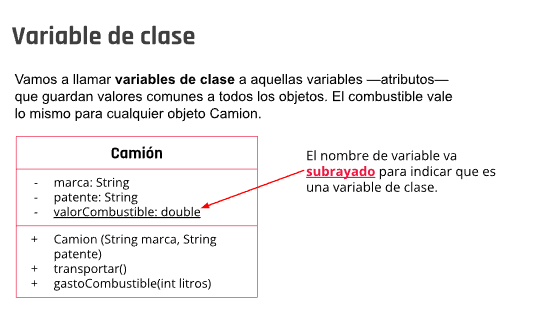 Variable de clase
Vamos a llamar variables de clase a aquellas variables —atributos—
que guardan valores comunes a todos los objetos. El combustible vale
lo mismo para cualquier objeto Camion.
Camión
- marca: String
- patente: String
- valorCombustible: double
+ Camion (String marca, String
patente)
+ transportar()
+ gastoCombustible(int litros)
El nombre de variable va
subrayado para indicar que es
una variable de clase.